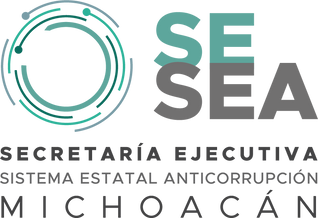 SE
SEA
SECRETARÍA EJECUTIVA
SISTEMA ESTATAL ANTICORRUPCIÓN
MICHOACÁN